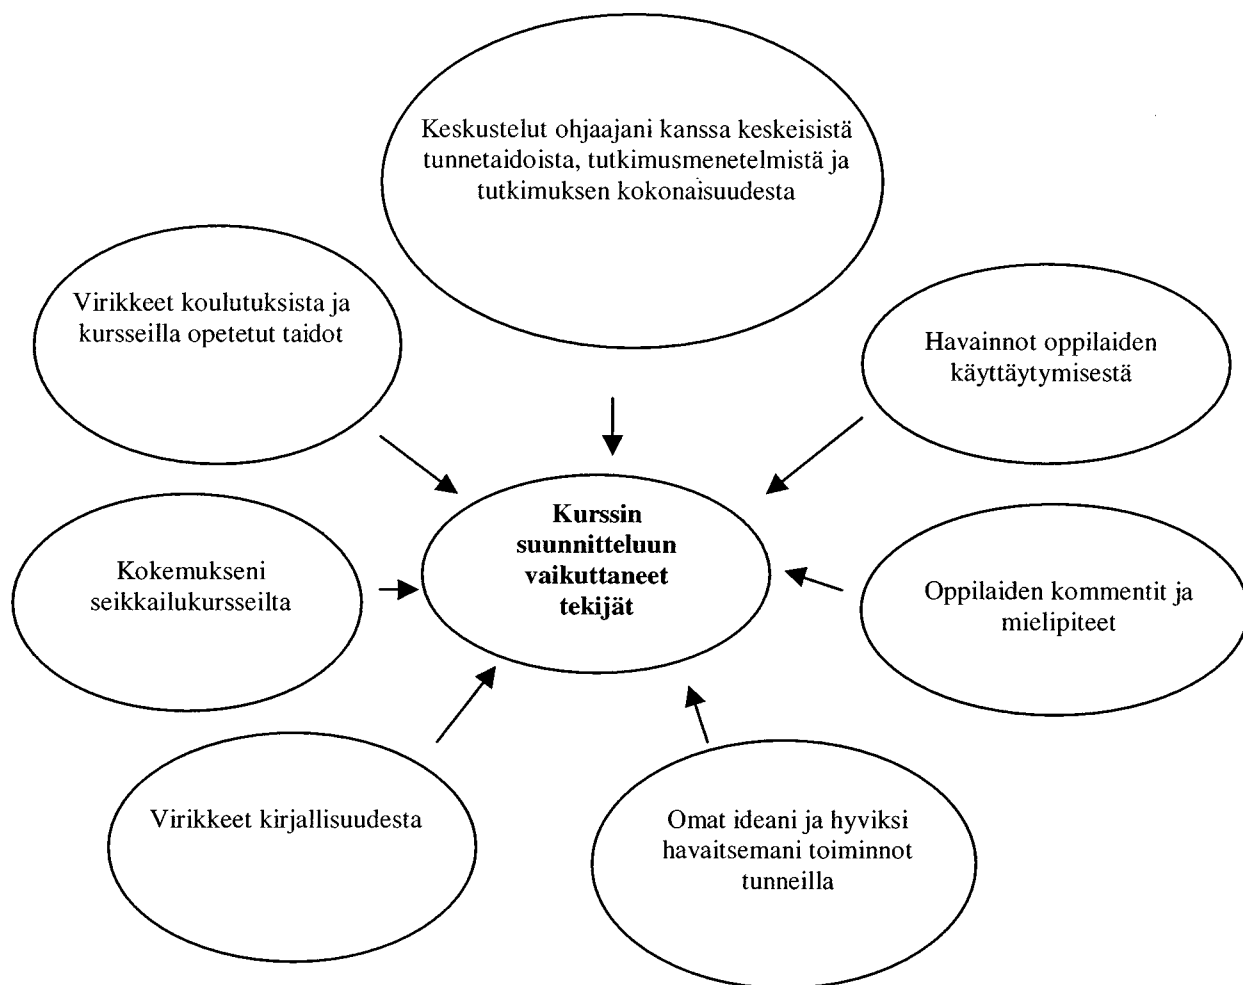 Keskustelut ohjaajani kanssa keskeisistä
tunnetaidoista, tutkimusmenetelmistä ja
tutkimuksen kokonaisuudesta
Virikkeet koulutuksista ja
kursseilla opetetut taidot
Havainnot oppilaiden
käyttäytymisestä
Kurssin
suunnitteluun
vaikuttaneet
tekijät
Kokemukseni
seikkailukursseilta
Oppilaiden kommentit ja
mielipiteet
Virikkeet kirjallisuudesta
Omat ideani ja hyviksi
havaitsemani toiminnot
tunneilla